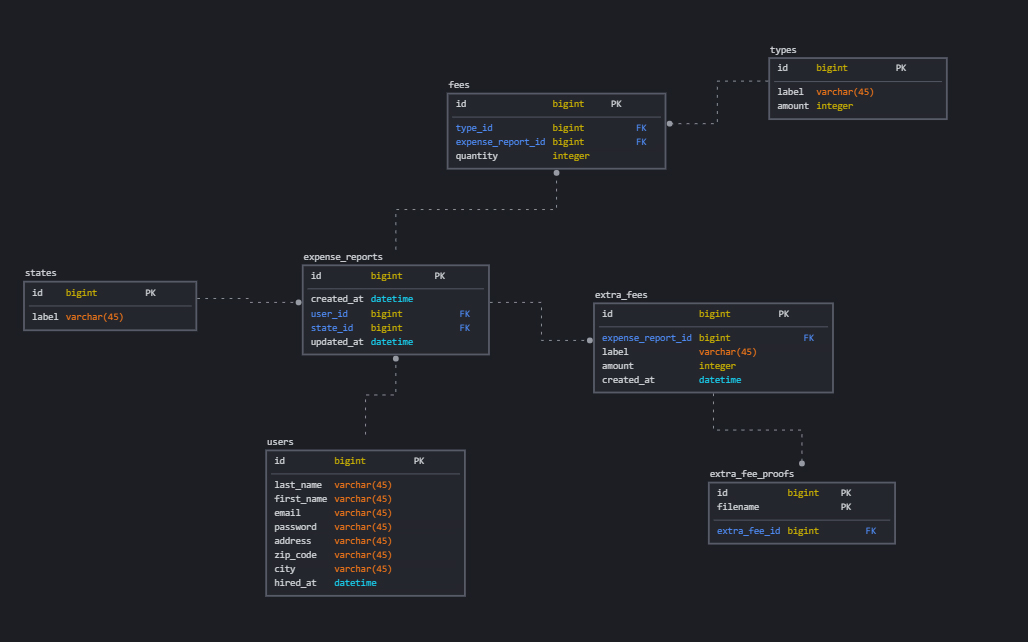 types
id bigint PK
label varchar(45)
amount integer
fees
id bigint PK
type_id bigint FK
expense_report_id bigint FK
quantity integer
expense_reports
id bigint PK
created_at datetime
user_id bigint FK
state_id bigint FK
updated_at datetime
states
id bigint PK
label varchar(45)
extra_fees
id bigint PK
expense_report_id bigint FK
label varchar(45)
amount integer
created_at datetime
users
id bigint PK
last_name varchar(45)
first_name varchar(45)
email varchar(45)
password varchar(45)
address varchar(45)
zip_code varchar(45)
city varchar(45)
hired_at datetime
extra_fee_proofs
id bigint PK
filename PK
extra_fee_id bigint FK